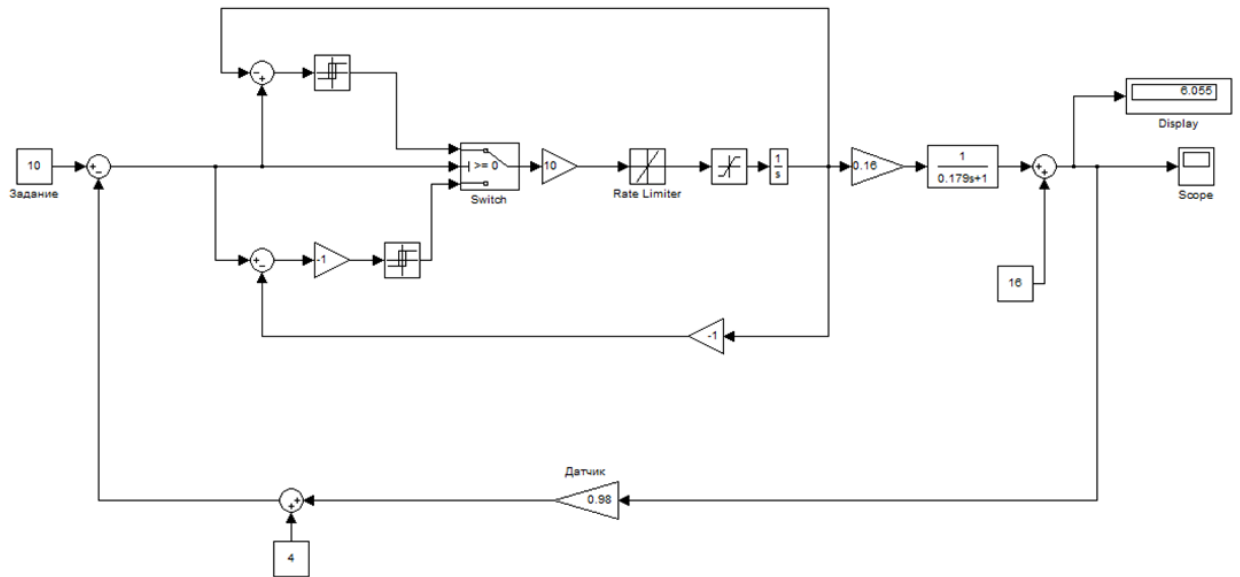 6.055
Display
10
Задание
>= 0
Switch
10
Rate Limiter
1
s
0.16
1
0.179s+1
Scope
-1
16
-1
Датчик
0.98
4